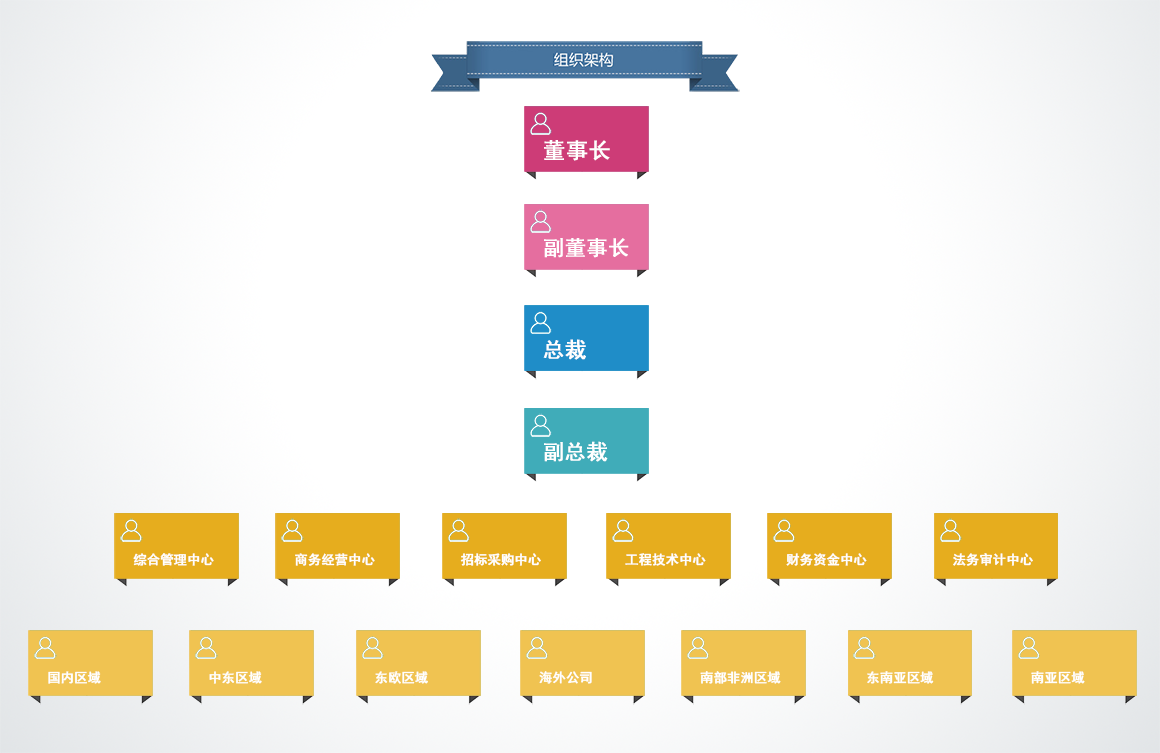 组织架构
董事长
副董事长
总裁
副总裁
综合管理中心
商务经营中心
招标采购中心
工程技术中心
财务资金中心
法务审计中心
国内区域
中东区域
东欧区域
海外公司
南部非洲区域
东南亚区域
南亚区域